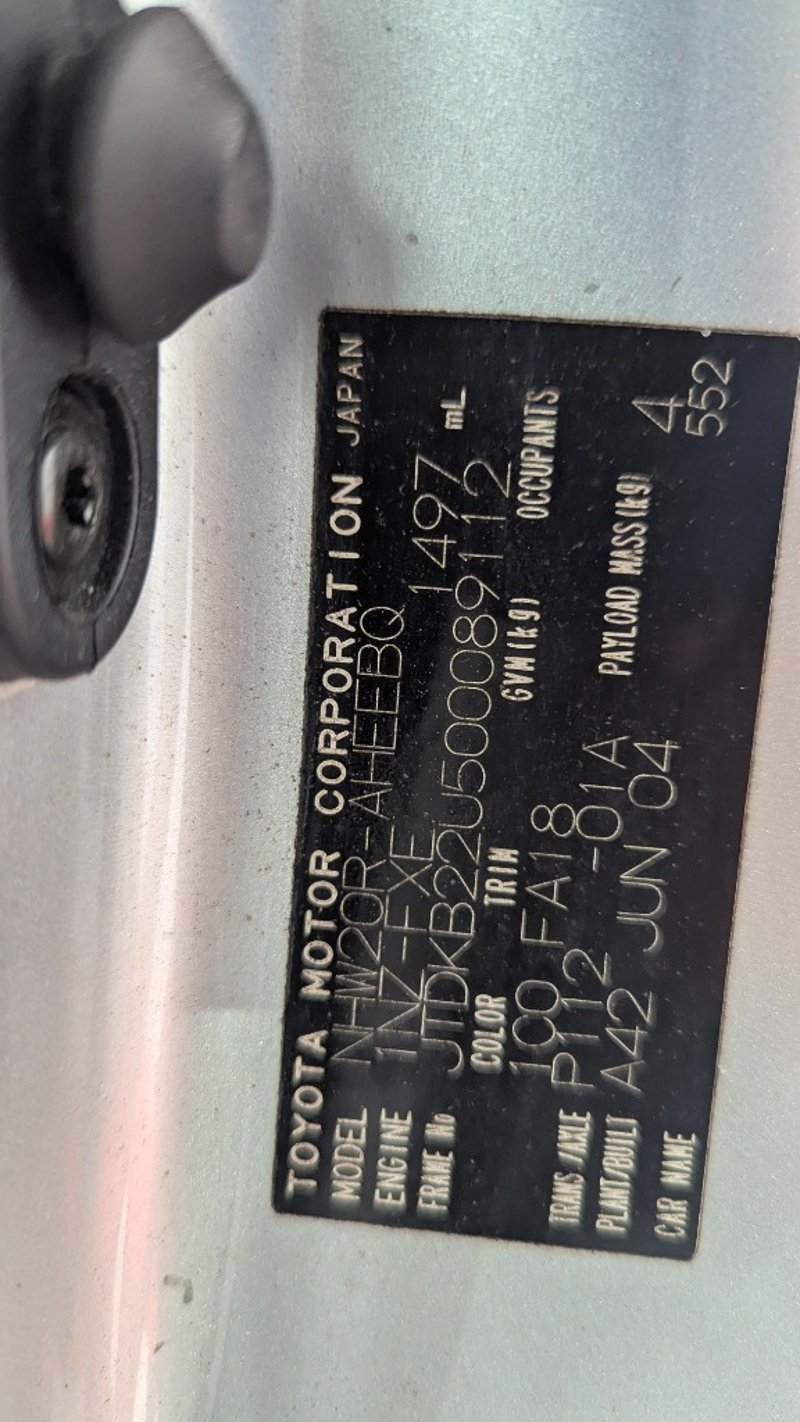 TOYOTA MOTOR CORPORATION JAPAN
MODEL NHW20R-AHEEBQ
ENGINE 1NZ-FXE 1497 mL
FRAME No JTDKB22U500089112
COLOR TRIM GVM(kg) OCCUPANTS
1C0 FA18
TRANS/AXLE P112 -01A PAYLOAD MASS(kg) 4
PLANT/BUILT A42 JUN 04 552
CAR NAME